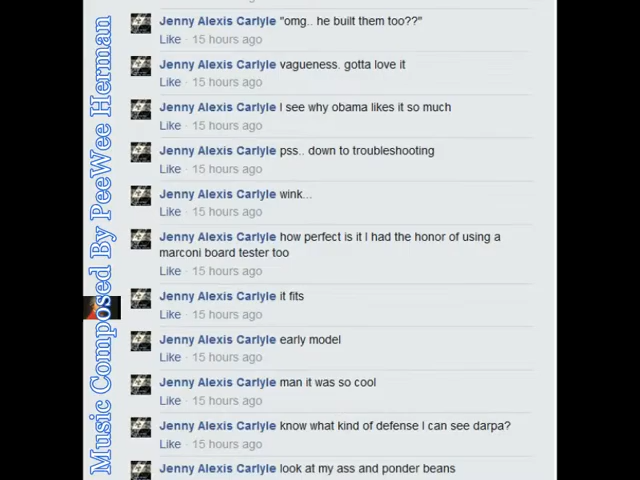 Jenny Alexis Carlyle "omg.. he built them too??"
Like · 15 hours ago
Jenny Alexis Carlyle vagueness. gotta love it
Like · 15 hours ago
Jenny Alexis Carlyle I see why obama likes it so much
Like · 15 hours ago
Jenny Alexis Carlyle pss.. down to troubleshooting
Like · 15 hours ago
Jenny Alexis Carlyle wink...
Like · 15 hours ago
Jenny Alexis Carlyle how perfect is it I had the honor of using a
marconi board tester too
Like · 15 hours ago
Jenny Alexis Carlyle it fits
Like · 15 hours ago
Jenny Alexis Carlyle early model
Like · 15 hours ago
Jenny Alexis Carlyle man it was so cool
Like · 15 hours ago
Jenny Alexis Carlyle know what kind of defense I can see darpa?
Like · 15 hours ago
Jenny Alexis Carlyle look at my ass and ponder beans
Music Composed By PeeWee Herman